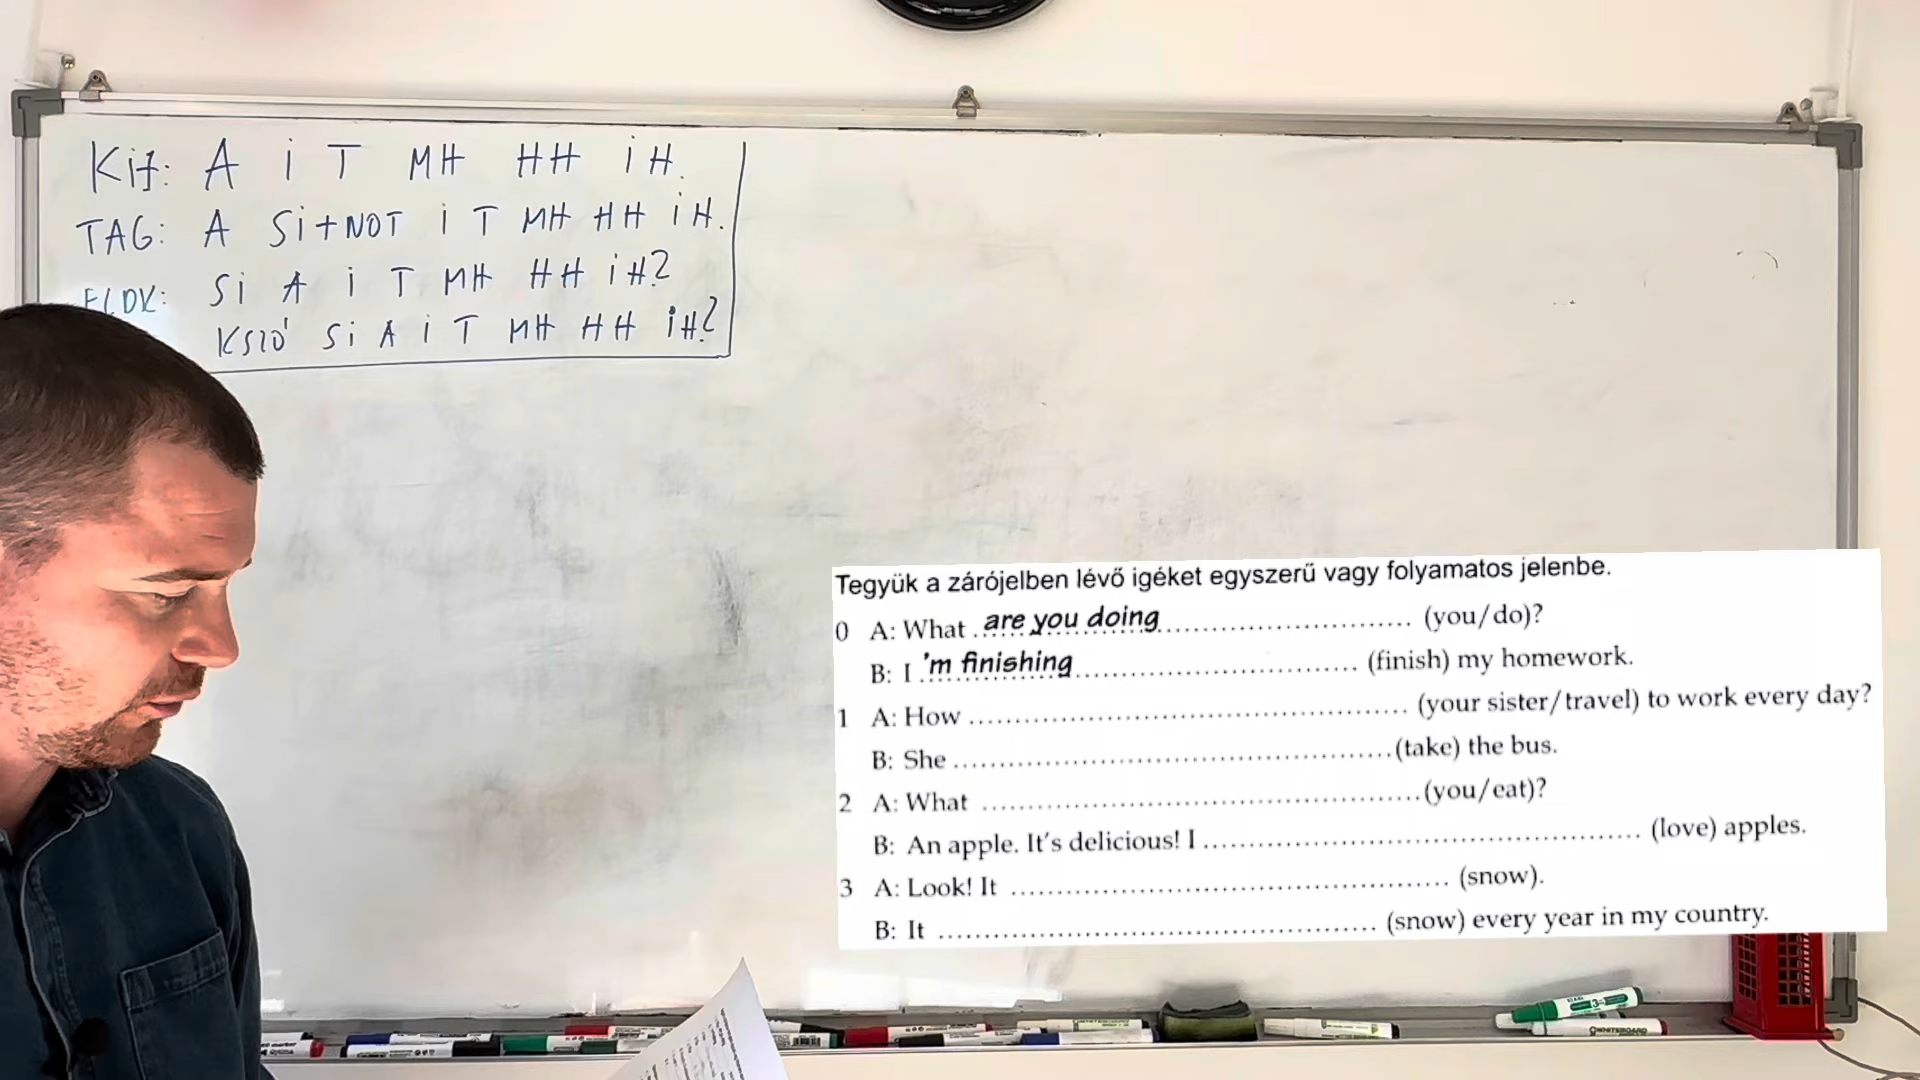 Kij: A i T MH HH iH.
TAG: A Si+NOT i T MH HH iH.
ELDK: Si A i T MH HH iH?
KSZÓ Si A i T MH HH iH?
Tegyük a zárójelben lévő igéket egyszerű vagy folyamatos jelenbe.
0 A: What ...are you doing................................ (you/do)?
B: I .'m finishing................................ (finish) my homework.
1 A: How ................................................ (your sister/travel) to work every day?
B: She ................................................(take) the bus.
2 A: What ................................................(you/eat)?
B: An apple. It's delicious! I ................................................ (love) apples.
3 A: Look! It ................................................ (snow).
B: It ................................................ (snow) every year in my country.